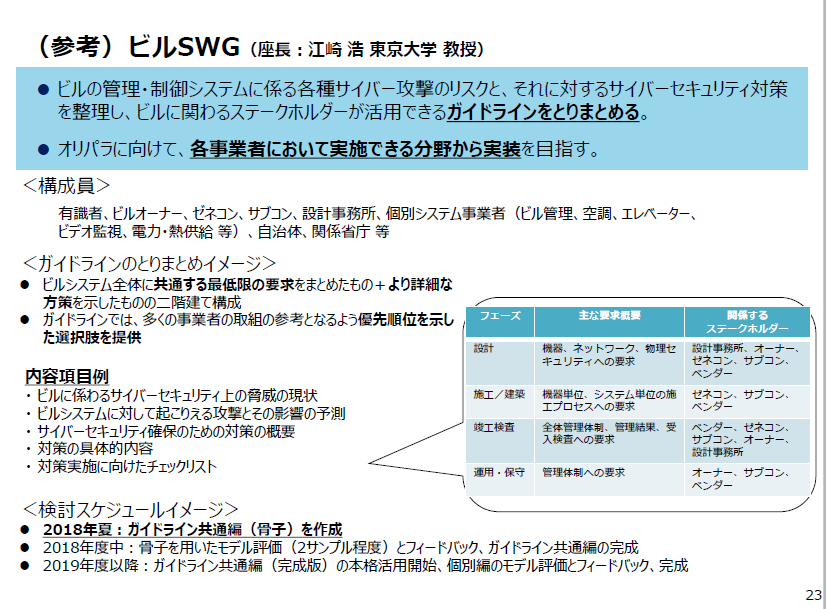 （参考）ビルSWG（座長：江崎 浩 東京大学 教授）
● ビルの管理・制御システムに係る各種サイバー攻撃のリスクと、それに対するサイバーセキュリティ対策
を整理し、ビルに関わるステークホルダーが活用できるガイドラインをとりまとめる。
● オリパラに向けて、各事業者において実施できる分野から実装を目指す。
＜構成員＞
有識者、ビルオーナー、ゼネコン、サブコン、設計事務所、個別システム事業者（ビル管理、空調、エレベーター、
ビデオ監視、電力・熱供給 等）、自治体、関係省庁 等
＜ガイドラインのとりまとめイメージ＞
● ビルシステム全体に共通する最低限の要求をまとめたもの＋より詳細な
方策を示したものの二階建て構成
● ガイドラインでは、多くの事業者の取組の参考となるよう優先順位を示し
た選択肢を提供
内容項目例
・ ビルに係わるサイバーセキュリティ上の脅威の現状
・ ビルシステムに対して起こりえる攻撃とその影響の予測
・ サイバーセキュリティ確保のための対策の概要
・ 対策の具体的内容
・ 対策実施に向けたチェックリスト
フェーズ 主な要求概要 関係する
ステークホルダー
設計 機器、ネットワーク、物理セ 設計事務所、オーナー、
キュリティへの要求 ゼネコン、サブコン、
ベンダー
施工／建築 機器単位、システム単位の施 ゼネコン、サブコン、
工プロセスへの要求 ベンダー
竣工検査 全体管理体制、管理結果、受 ベンダー、ゼネコン、
入検査への要求 サブコン、オーナー、
設計事務所
運用・保守 管理体制への要求 オーナー、サブコン、
ベンダー
＜検討スケジュールイメージ＞
● 2018年夏：ガイドライン共通編（骨子）を作成
● 2018年度中：骨子を用いたモデル評価（2サンプル程度）とフィードバック、ガイドライン共通編の完成
● 2019年度以降：ガイドライン共通編（完成版）の本格活用開始、個別編のモデル評価とフィードバック、完成
23